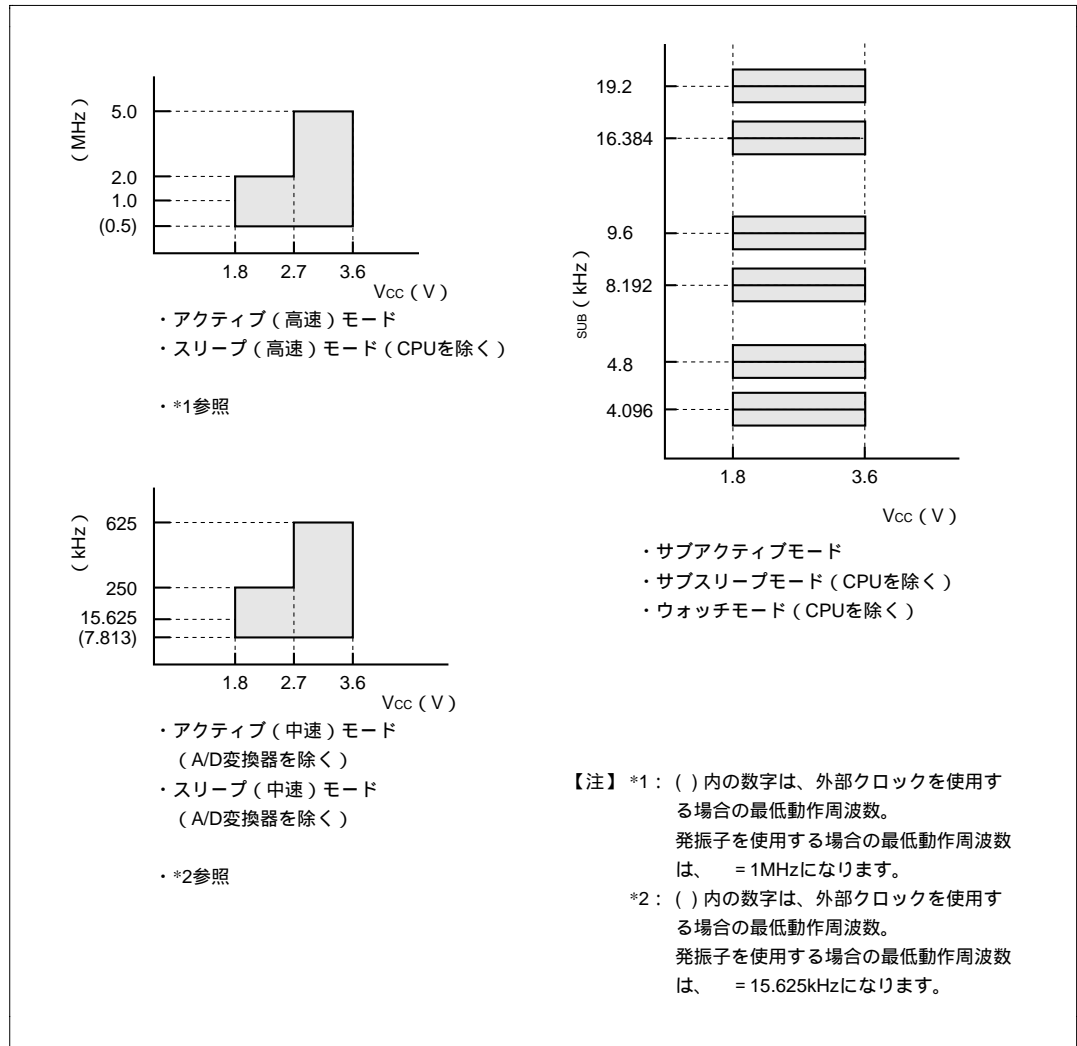 (MHz)
5.0
2.0
1.0
(0.5)
1.8 2.7 3.6
Vcc(V)
・アクティブ(高速)モード
・スリープ(高速)モード(CPUを除く)
・*1参照
(kHz)
625
250
15.625
(7.813)
1.8 2.7 3.6
Vcc(V)
・アクティブ(中速)モード
(A/D変換器を除く)
・スリープ(中速)モード
(A/D変換器を除く)
・*2参照
SUB(kHz)
19.2
16.384
9.6
8.192
4.8
4.096
1.8 3.6
Vcc(V)
・サブアクティブモード
・サブスリープモード(CPUを除く)
・ウォッチモード(CPUを除く)
【注】 *1: ( )内の数字は、外部クロックを使用す
る場合の最低動作周波数。
発振子を使用する場合の最低動作周波数
は、 =1MHzになります。
*2: ( )内の数字は、外部クロックを使用す
る場合の最低動作周波数。
発振子を使用する場合の最低動作周波数
は、 =15.625kHzになります。